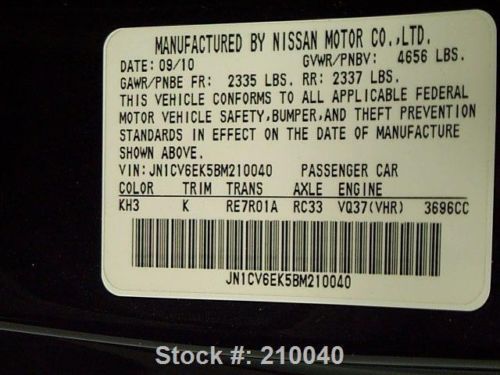 MANUFACTURED BY NISSAN MOTOR CO.,LTD.
DATE: 09/10 GVWR/PNBV: 4656 LBS.
GAWR/PNBE FR: 2335 LBS. RR: 2337 LBS.
THIS VEHICLE CONFORMS TO ALL APPLICABLE FEDERAL
MOTOR VEHICLE SAFETY,BUMPER,AND THEFT PREVENTION
STANDARDS IN EFFECT ON THE DATE OF MANUFACTURE
SHOWN ABOVE.
VIN:JN1CV6EK5BM210040 PASSENGER CAR
COLOR TRIM TRANS AXLE ENGINE
KH3 K RE7R01A RC33 VQ37(VHR) 3696CC
JN1CV6EK5BM210040
Stock #: 210040